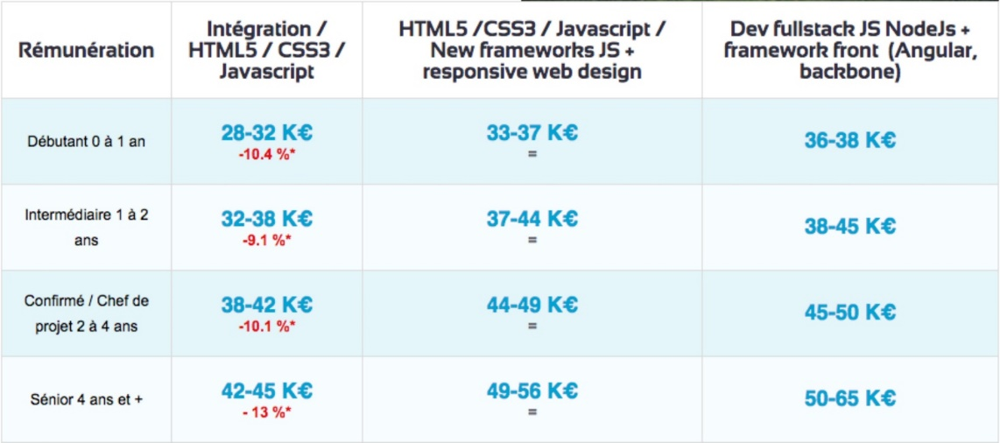 Rémunération
Intégration /
HTML5 / CSS3 /
Javascript
HTML5 /CSS3 / Javascript /
New frameworks JS +
responsive web design
Dev fullstack JS NodeJs +
framework front (Angular,
backbone)
Débutant 0 à 1 an
28-32 K€
-10.4 %*
33-37 K€
=
36-38 K€
Intermédiaire 1 à 2
ans
32-38 K€
-9.1 %*
37-44 K€
=
38-45 K€
Confirmé / Chef de
projet 2 à 4 ans
38-42 K€
-10.1 %*
44-49 K€
=
45-50 K€
Sénior 4 ans et +
42-45 K€
- 13 %*
49-56 K€
=
50-65 K€